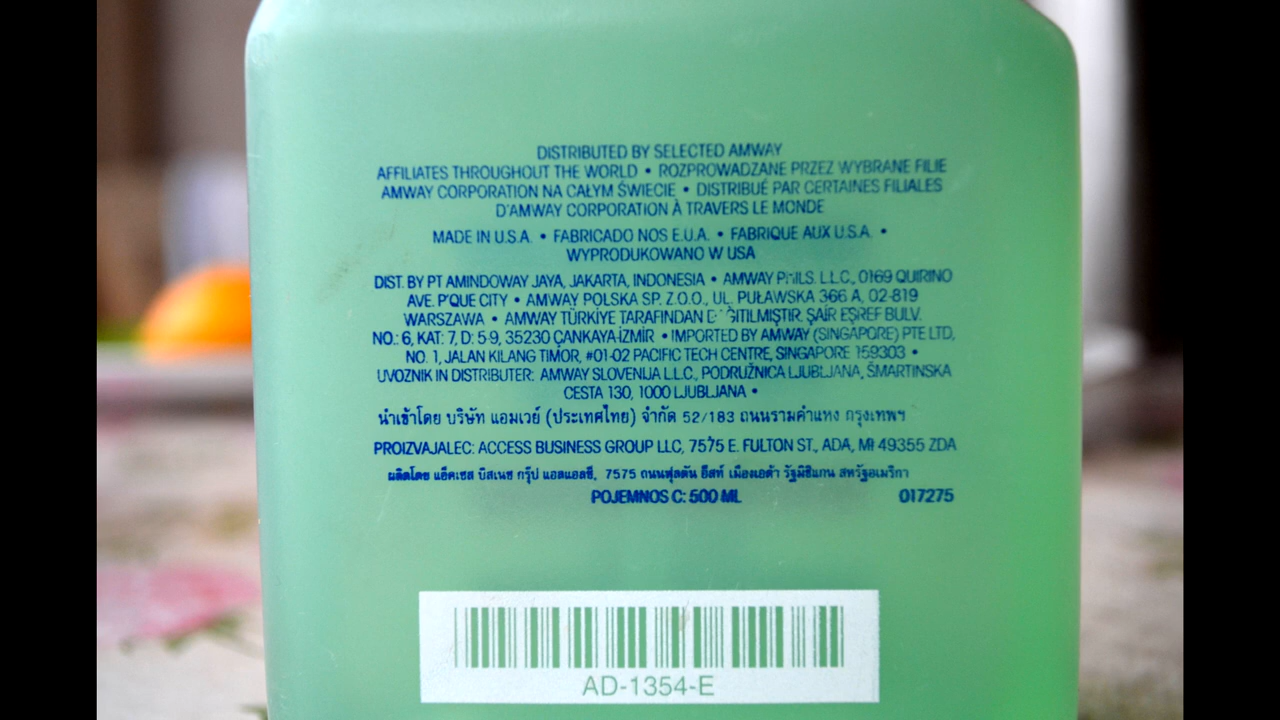 DISTRIBUTED BY SELECTED AMWAY
AFFILIATES THROUGHOUT THE WORLD • ROZPROWADZANE PRZEZ WYBRANE FILIE
AMWAY CORPORATION NA CAŁYM ŚWIECIE • DISTRIBUÉ PAR CERTAINES FILIALES
D'AMWAY CORPORATION À TRAVERS LE MONDE
MADE IN U.S.A. • FABRICADO NOS E.U.A. • FABRIQUE AUX U.S.A. •
WYPRODUKOWANO W USA
DIST. BY PT AMINDOWAY JAYA, JAKARTA, INDONESIA • AMWAY L.L.C., 0169 QUIRINO
AVE. P'QUE CITY • AMWAY POLSKA SP. Z.O.O., UL. PUŁAWSKA 366 A, 02-819
WARSZAWA • AMWAY TÜRKİYE TARAFINDAN ŞAİR EŞREF BULV.
NO.: 6, KAT: 7, D: 5-9, 35230 ÇANKAYA-İZMİR • IMPORTED BY AMWAY (SINGAPORE) PTE LTD,
NO. 1, JALAN KILANG TIMOR, #01-02 PACIFIC TECH CENTRE, SINGAPORE 159303 •
UVOZNIK IN DISTRIBUTER: AMWAY SLOVENIJA L.L.C., PODRUŽNICA LJUBLJANA, ŠMARTINSKA
CESTA 130, 1000 LJUBLJANA •
นำเข้าโดย บริษัท แอมเวย์ (ประเทศไทย) จำกัด 52/183 ถนนรามคำแหง กรุงเทพฯ
PROIZVAJALEC: ACCESS BUSINESS GROUP LLC, 7575 E. FULTON ST., ADA, MI 49355 ZDA
ผลิตโดย แอ็คเซส บิสเนซ กรุ๊ป แอลแอลซี, 7575 ถนนฟุลตัน อีสท์ เมืองเอด้า รัฐมิชิแกน สหรัฐอเมริกา
POJEMNOS C: 500 ML 017275
AD-1354-E